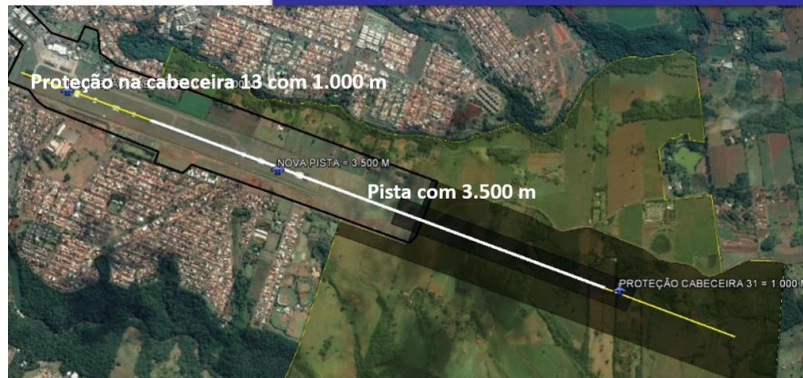 Proteção na cabeceira 13 com 1.000 m
NOVA PISTA = 3.500 M
Pista com 3.500 m
PROTEÇÃO CABECEIRA 31 = 1.000 M